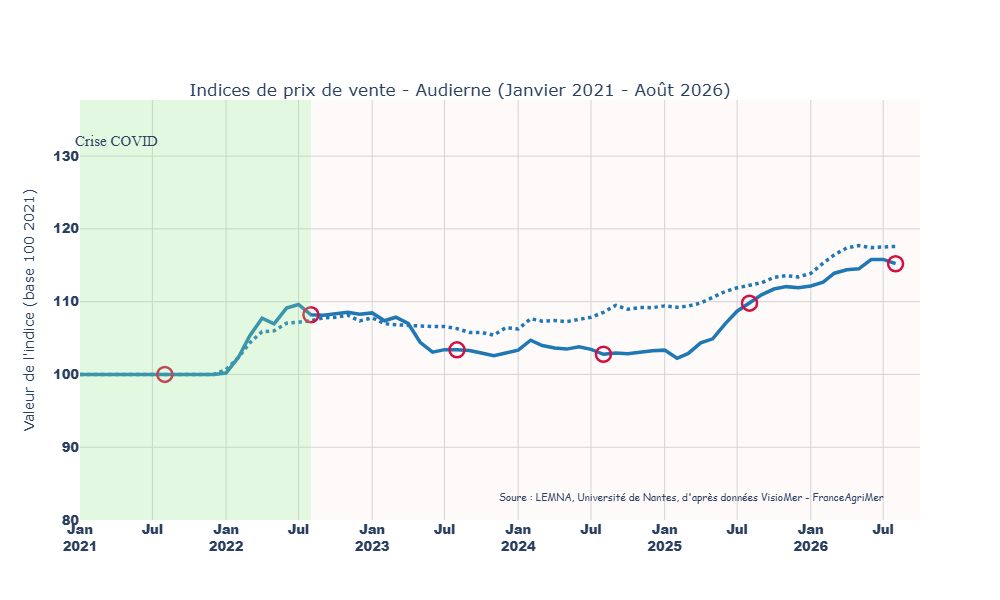 Indices de prix de vente - Audierne (Janvier 2021 - Août 2026)
Crise COVID
Valeur de l'indice (base 100 2021)
130
120
110
100
90
80
Soure : LEMNA, Université de Nantes, d'après données VisioMer - FranceAgriMer
Jan Jul Jan Jul Jan Jul Jan Jul Jan Jul Jan Jul
2021 2022 2023 2024 2025 2026